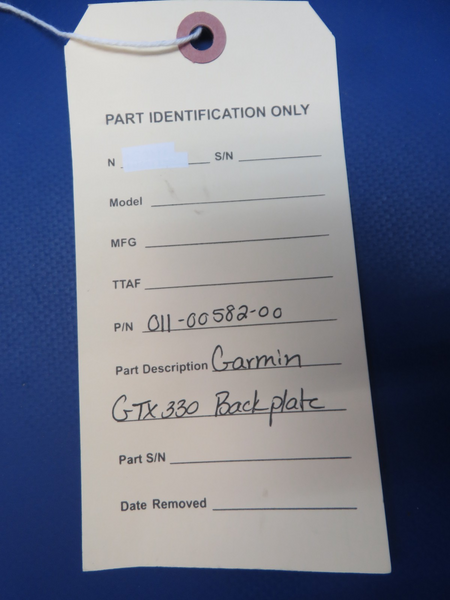 PART IDENTIFICATION ONLY
N S/N
Model
MFG
TTAF
P/N 011-00582-00
Part Description Garmin
GTX 330 Backplate
Part S/N
Date Removed